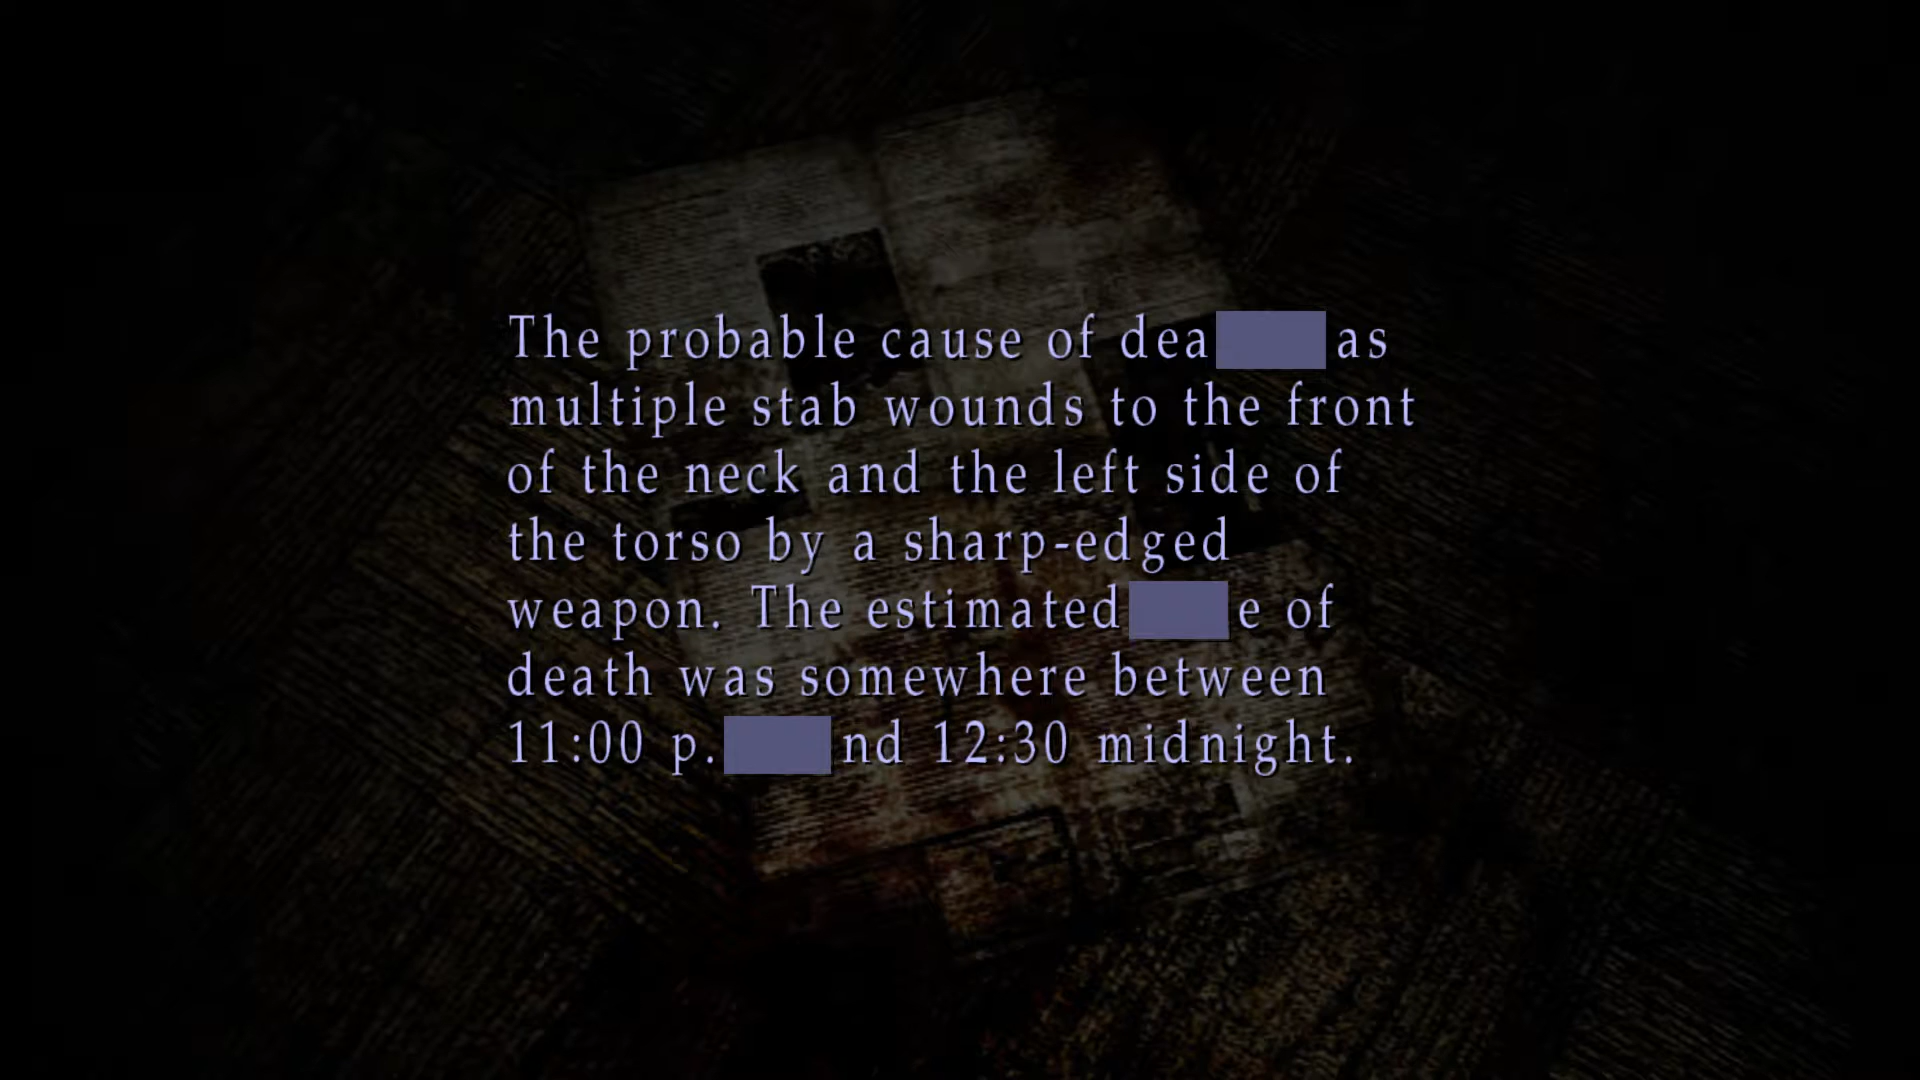 The probable cause of dea as
multiple stab wounds to the front
of the neck and the left side of
the torso by a sharp-edged
weapon. The estimated e of
death was somewhere between
11:00 p. nd 12:30 midnight.